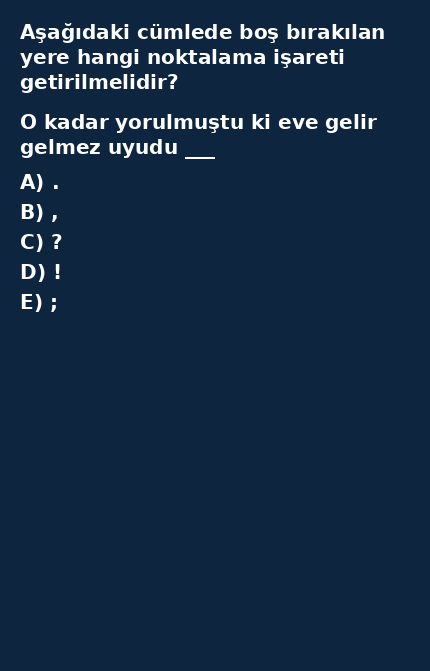 Aşağıdaki cümlede boş bırakılan
yere hangi noktalama işareti
getirilmelidir?
O kadar yorulmuştu ki eve gelir
gelmez uyudu ___
A) .
B) ,
C) ?
D) !
E) ;